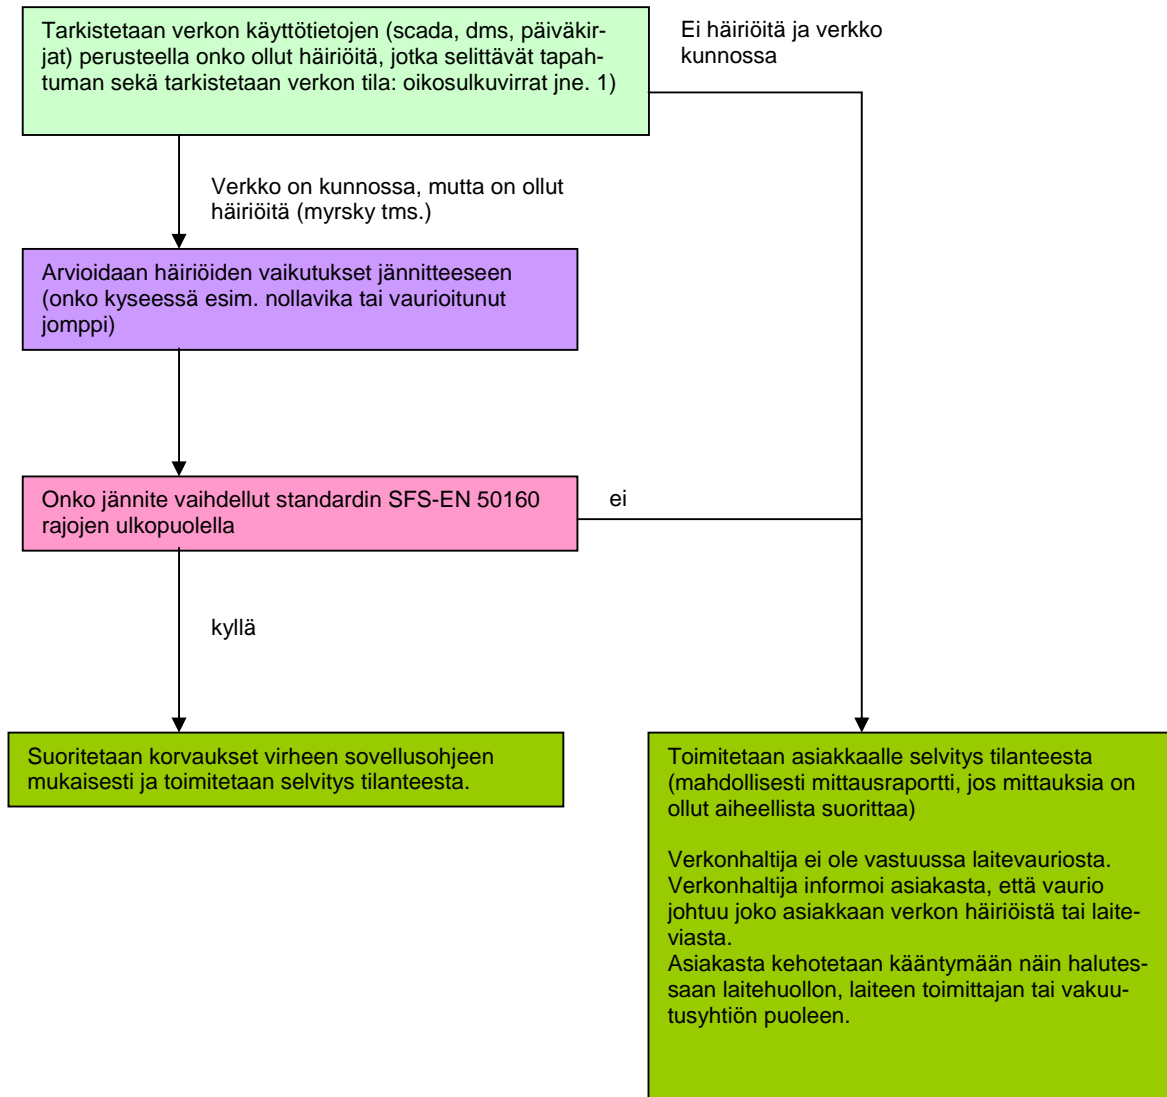 Tarkistetaan verkon käyttötietojen (scada, dms, päiväkir-
jat) perusteella onko ollut häiriöitä, jotka selittävät tapah-
tuman sekä tarkistetaan verkon tila: oikosulkuvirrat jne. 1)
Ei häiriöitä ja verkko
kunnossa
Verkko on kunnossa, mutta on ollut
häiriöitä (myrsky tms.)
Arvioidaan häiriöiden vaikutukset jännitteeseen
(onko kyseessä esim. nollavika tai vaurioitunut
jomppi)
Onko jännite vaihdellut standardin SFS-EN 50160
rajojen ulkopuolella
ei
kyllä
Suoritetaan korvaukset virheen sovellusohjeen
mukaisesti ja toimitetaan selvitys tilanteesta.
Toimitetaan asiakkaalle selvitys tilanteesta
(mahdollisesti mittausraportti, jos mittauksia on
ollut aiheellista suorittaa)
Verkonhaltija ei ole vastuussa laitevauriosta.
Verkonhaltija informoi asiakasta, että vaurio
johtuu joko asiakkaan verkon häiriöistä tai laite-
viasta.
Asiakasta kehotetaan kääntymään näin halutes-
saan laitehuollon, laiteen toimittajan tai vakuu-
tusyhtiön puoleen.